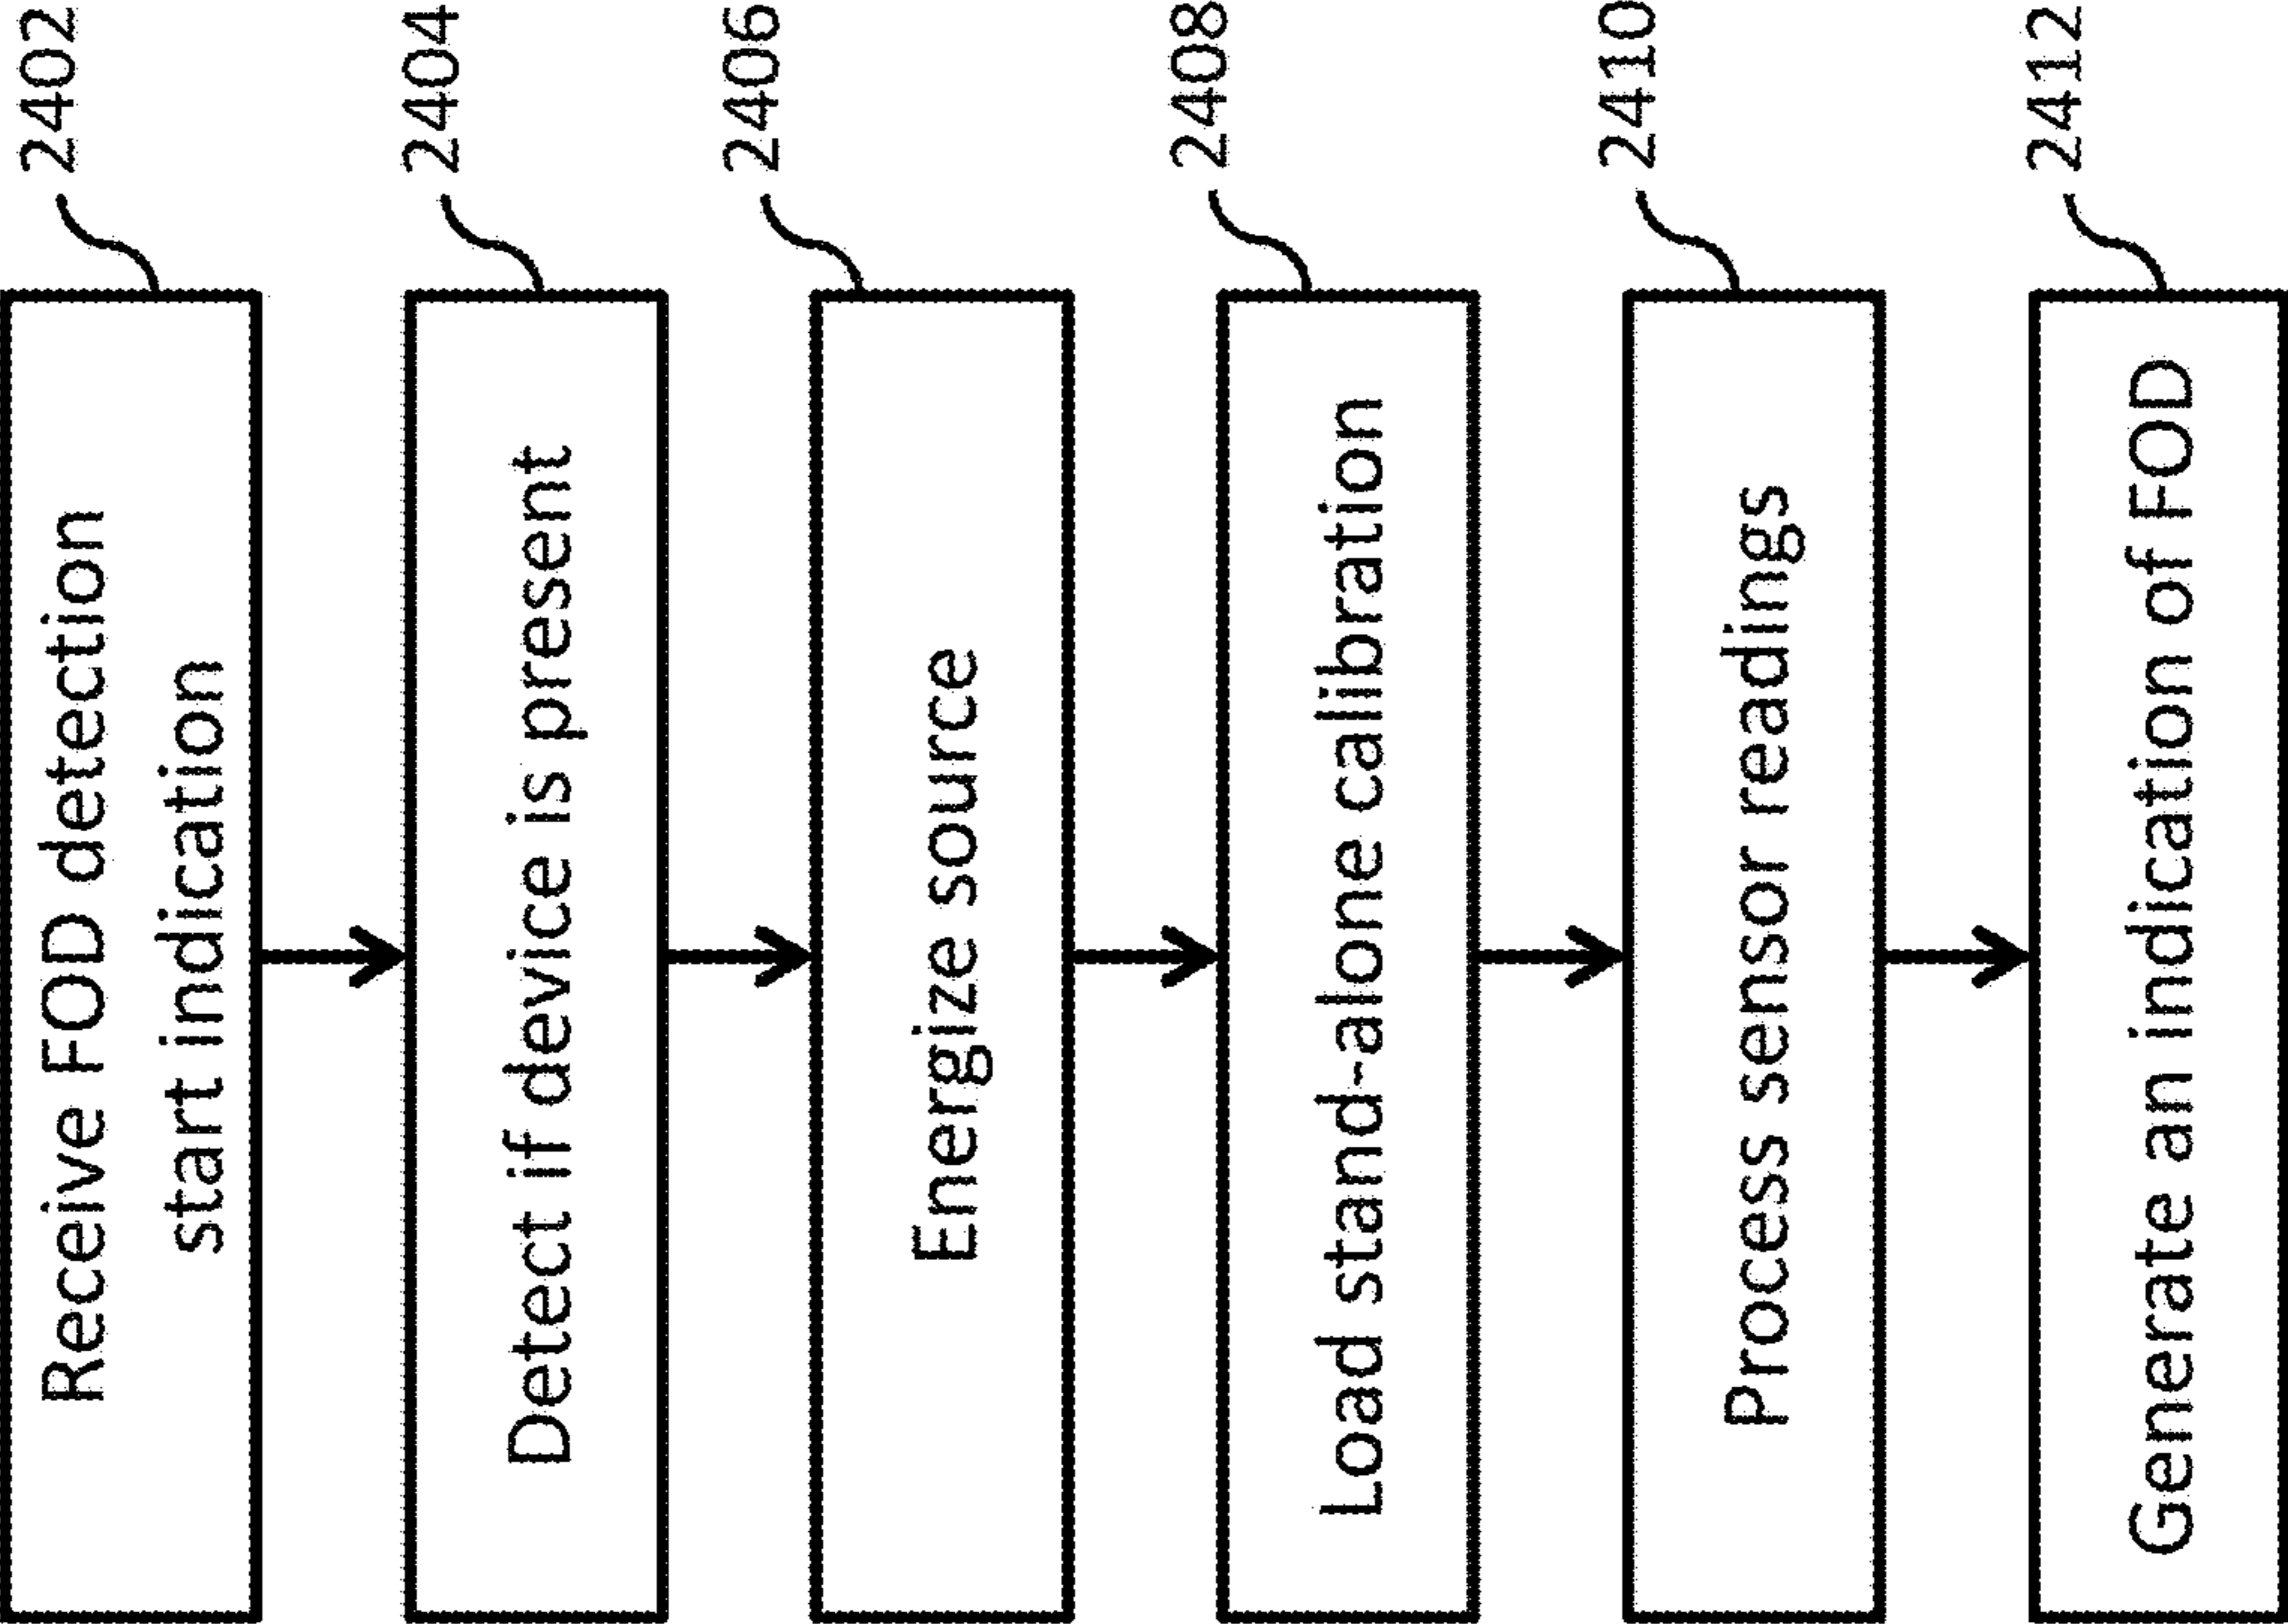 Receive FOD detection
start indication
2402
Detect if device is present
2404
Energize source
2406
Load stand-alone calibration
2408
Process sensor readings
2410
Generate an indication of FOD
2412